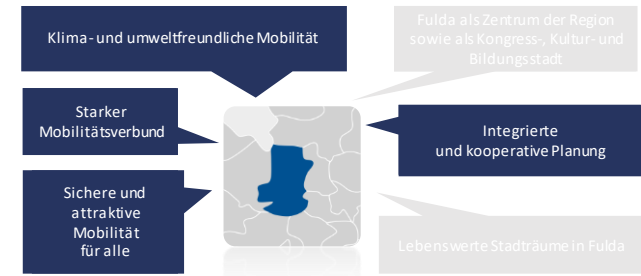 Klima- und umweltfreundliche Mobilität
Fulda als Zentrum der Region
sowie als Kongress-, Kultur- und
Bildungsstadt
Starker
Mobilitätsverbund
Integrierte
und kooperative Planung
Sichere und
attraktive
Mobilität
für alle
Lebenswerte Stadträume in Fulda